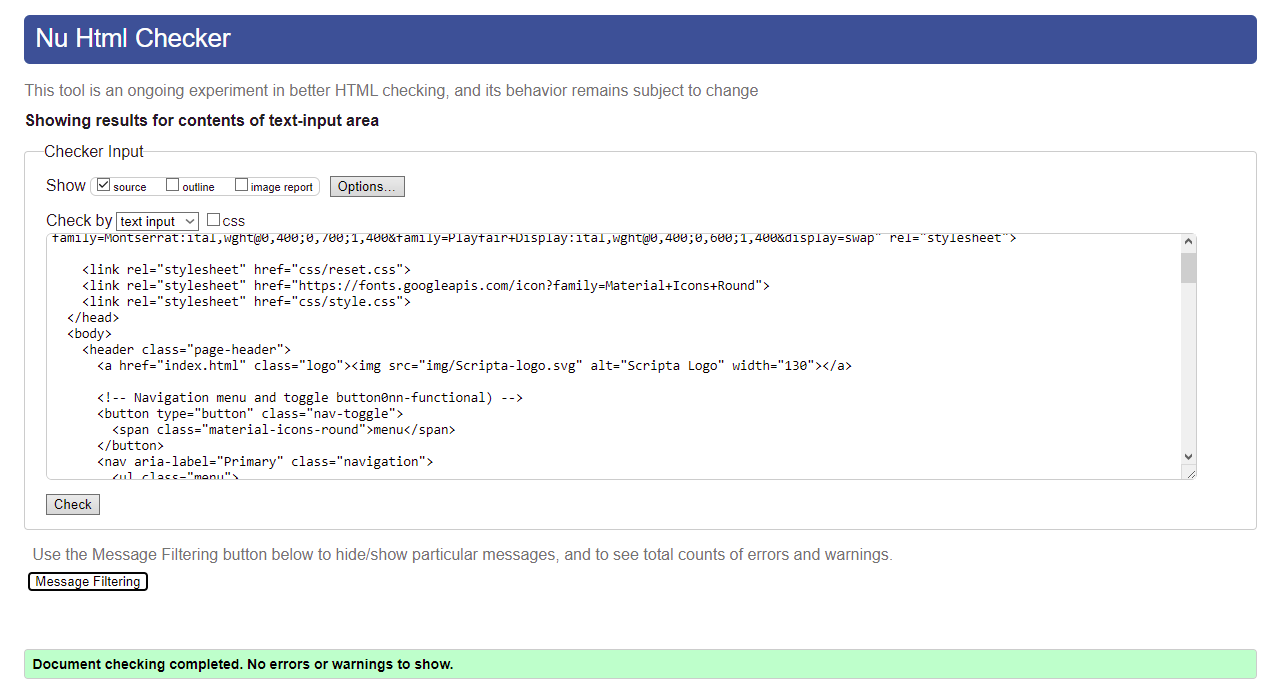 Nu Html Checker
This tool is an ongoing experiment in better HTML checking, and its behavior remains subject to change
Showing results for contents of text-input area
Checker Input
Show source outline image report Options...
Check by text input css
family=Montserrat:ital,wght@0,400;0,700;1,400&family=Playfair+Display:ital,wght@0,400;0,600;1,400&display=swap" rel="stylesheet">
<link rel="stylesheet" href="css/reset.css">
<link rel="stylesheet" href="https://fonts.googleapis.com/icon?family=Material+Icons+Round">
<link rel="stylesheet" href="css/style.css">
</head>
<body>
<header class="page-header">
<a href="index.html" class="logo"><img src="img/Scripta-logo.svg" alt="Scripta Logo" width="130"></a>
<!-- Navigation menu and toggle button0nn-functional) -->
<button type="button" class="nav-toggle">
<span class="material-icons-round">menu</span>
</button>
<nav aria-label="Primary" class="navigation">
<ul class="menu">
Check
Use the Message Filtering button below to hide/show particular messages, and to see total counts of errors and warnings.
Message Filtering
Document checking completed. No errors or warnings to show.